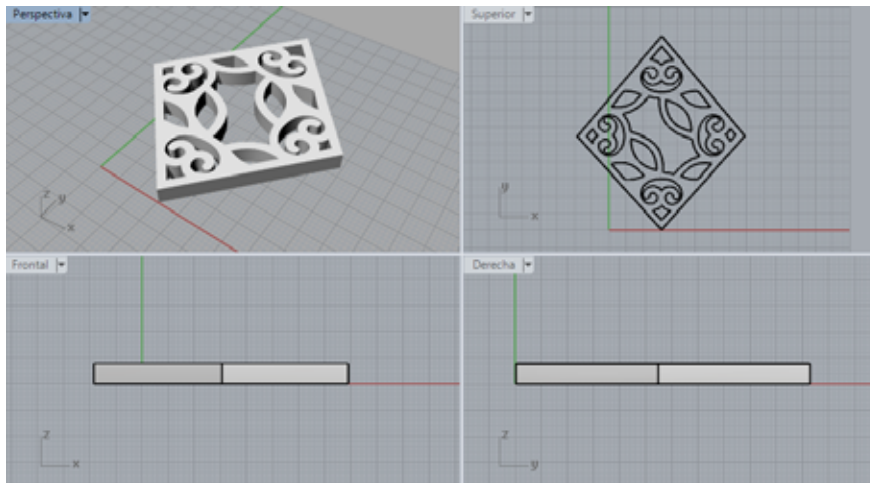 Perspectiva
Superior
z
y
x
y
x
Frontal
Derecha
z
x
z
y